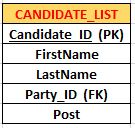 CANDIDATE_LIST
Candidate_ID (PK)
FirstName
LastName
Party_ID (FK)
Post